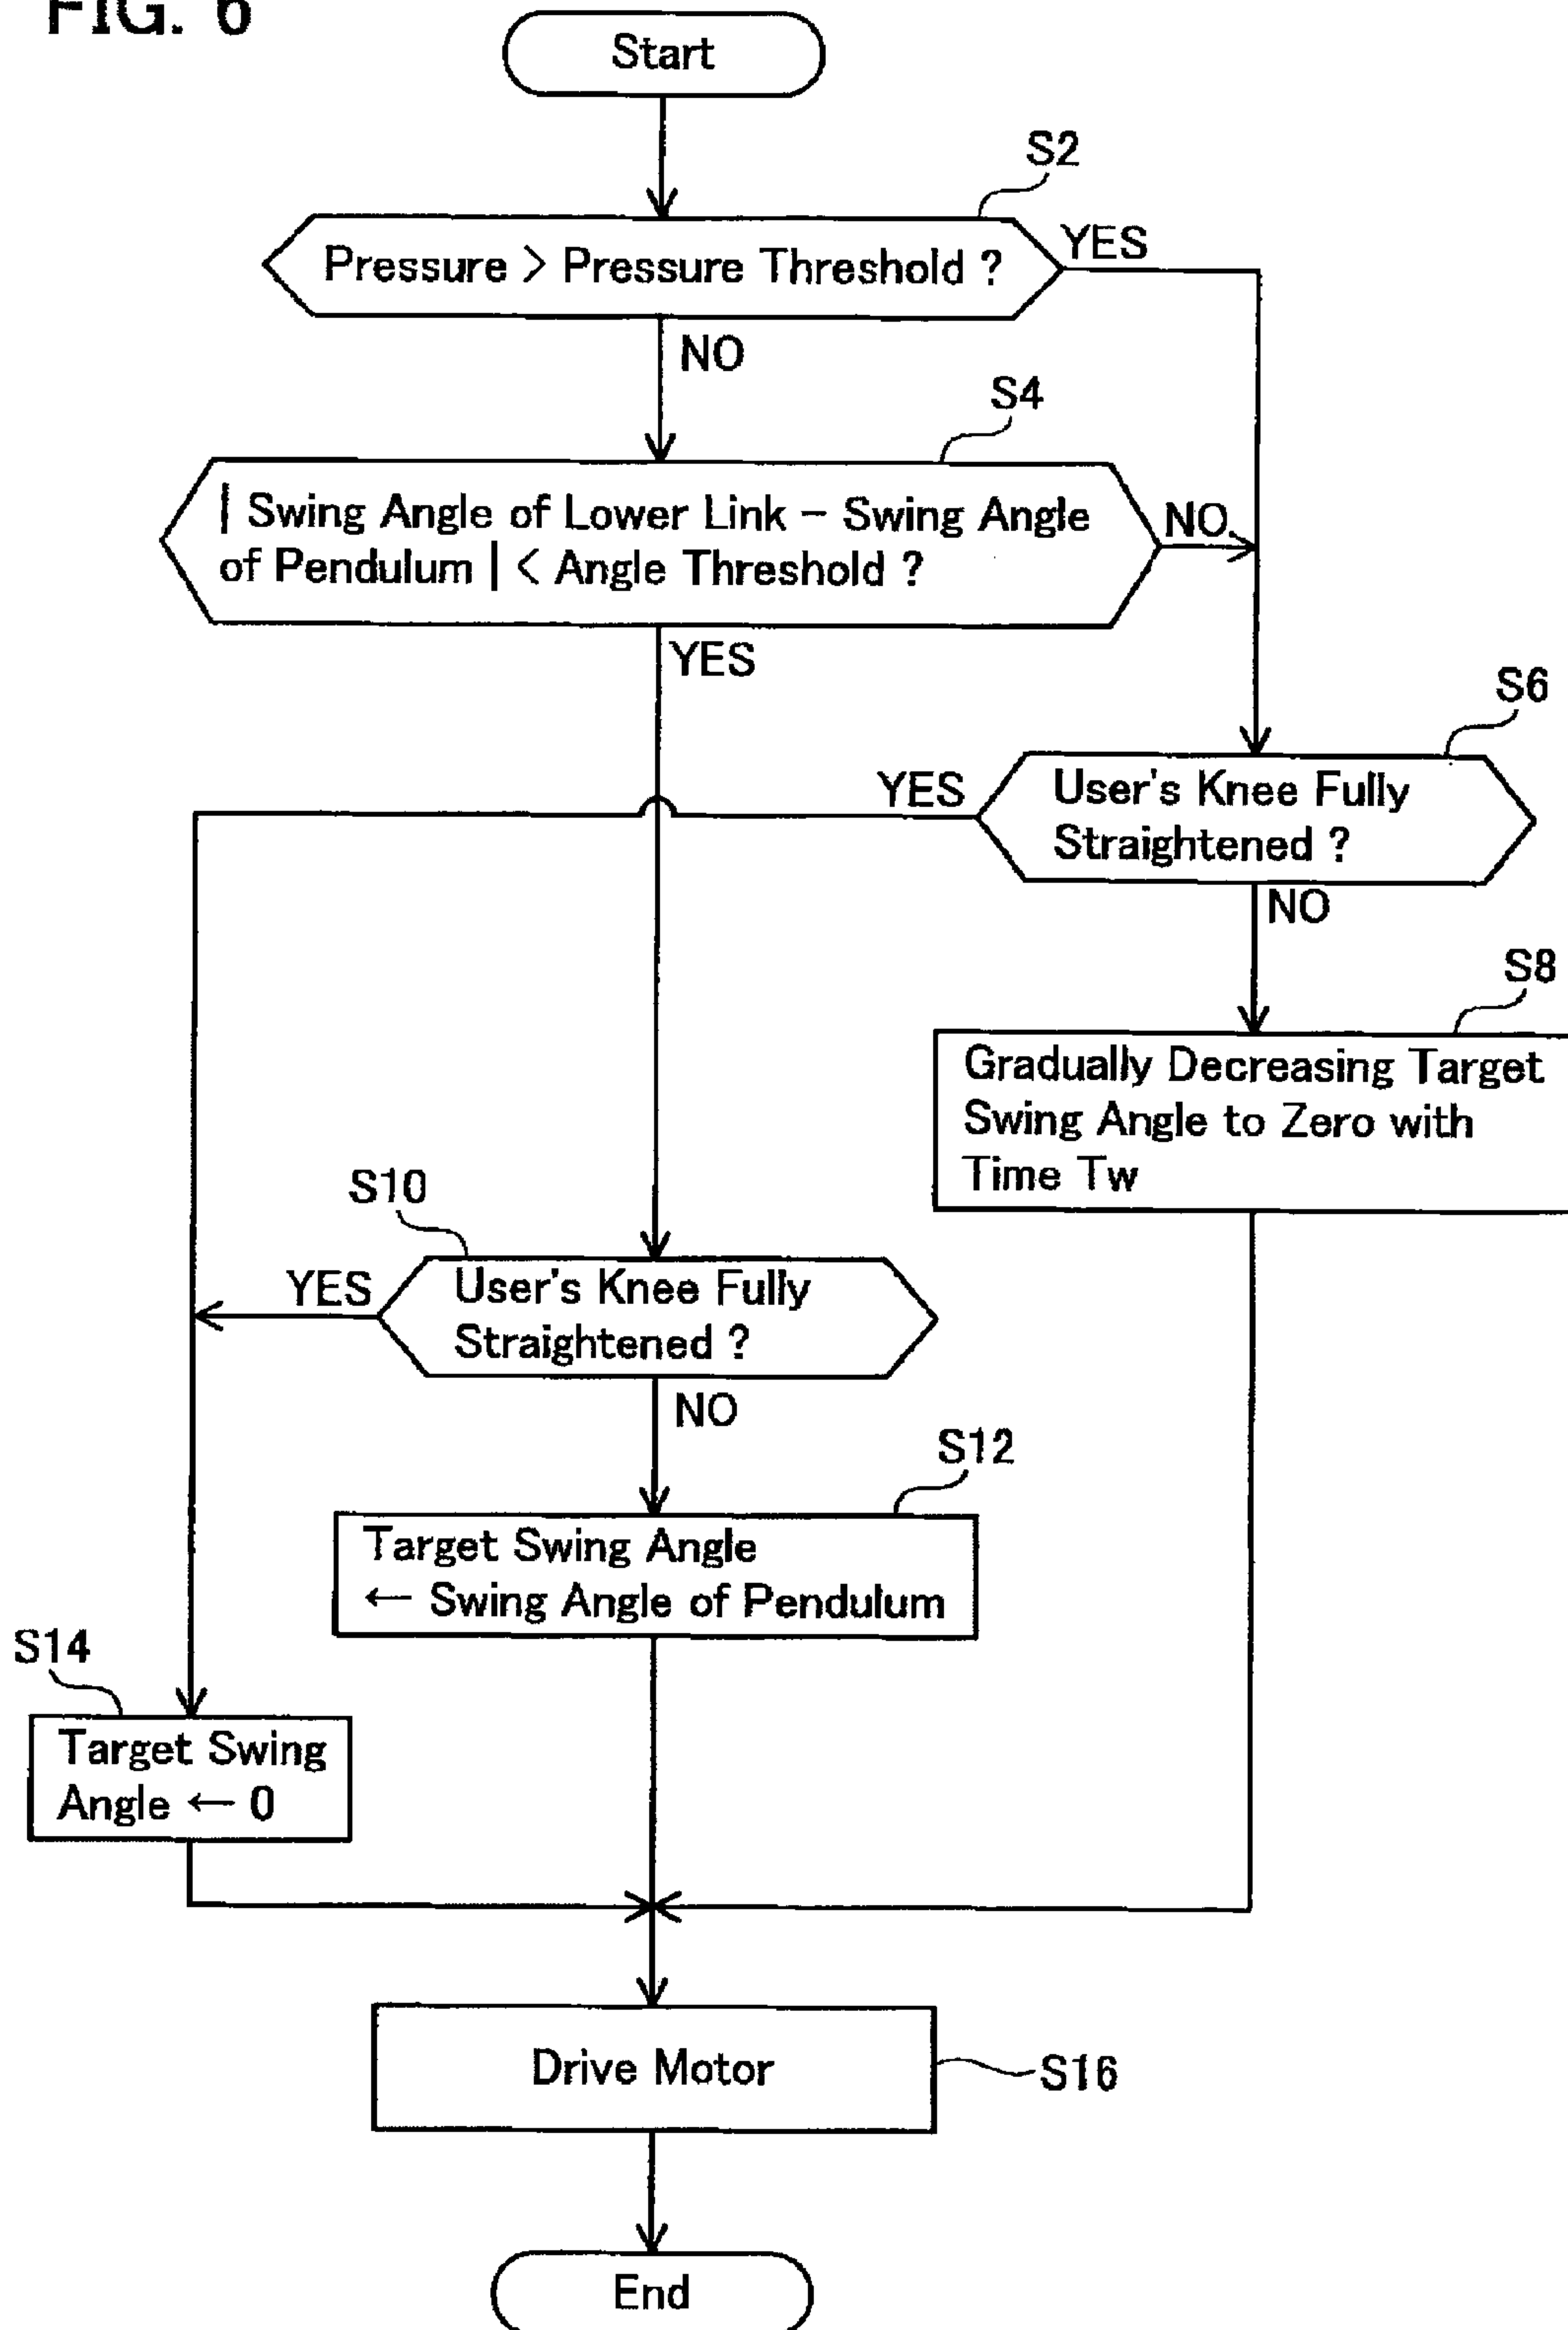 FIG. 6
Start
S2
Pressure > Pressure Threshold ?
YES
NO
S4
| Swing Angle of Lower Link − Swing Angle
of Pendulum | < Angle Threshold ?
NO
YES
S6
YES
User's Knee Fully
Straightened ?
NO
S8
Gradually Decreasing Target
Swing Angle to Zero with
Time Tw
S10
YES
User's Knee Fully
Straightened ?
NO
S12
Target Swing Angle
← Swing Angle of Pendulum
S14
Target Swing
Angle ← 0
Drive Motor
S16
End